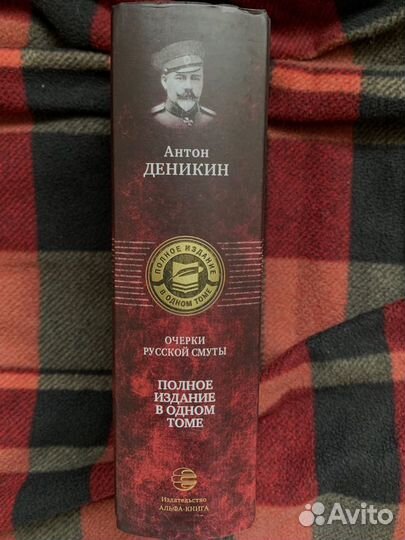 Антон
ДЕНИКИН
ПОЛНОЕ ИЗДАНИЕ
В ОДНОМ ТОМЕ
ОЧЕРКИ
РУССКОЙ СМУТЫ
ПОЛНОЕ
ИЗДАНИЕ
В ОДНОМ
ТОМЕ
Издательство
АЛЬФА-КНИГА
Avito